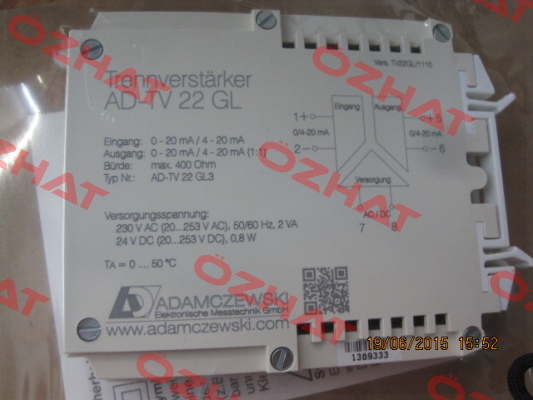 Vers. TV22GL/1110
Trennverstärker
AD-TV 22 GL
Eingang: 0 - 20 mA / 4 - 20 mA
Ausgang: 0 - 20 mA / 4 - 20 mA (1:1)
Bürde: max. 400 Ohm
Typ Nr.: AD-TV 22 GL3
Versorgungsspannung:
230 V AC (20...253 V AC), 50/60 Hz, 2 VA
24 V DC (20...253 V DC), 0,8 W
TA = 0 .... 50 °C
Eingang Ausgang
1 + + 5
0/4-20 mA 0/4-20 mA
2 - - 6
Versorgung
AC / DC
7 8
ADAMCZEWSKI
Elektronische Messtechnik GmbH
www.adamczewski.com
1389333
19/06/2015 15:52
OZHAT
OZHAT
OZHAT
OZHAT
OZHAT
OZHAT